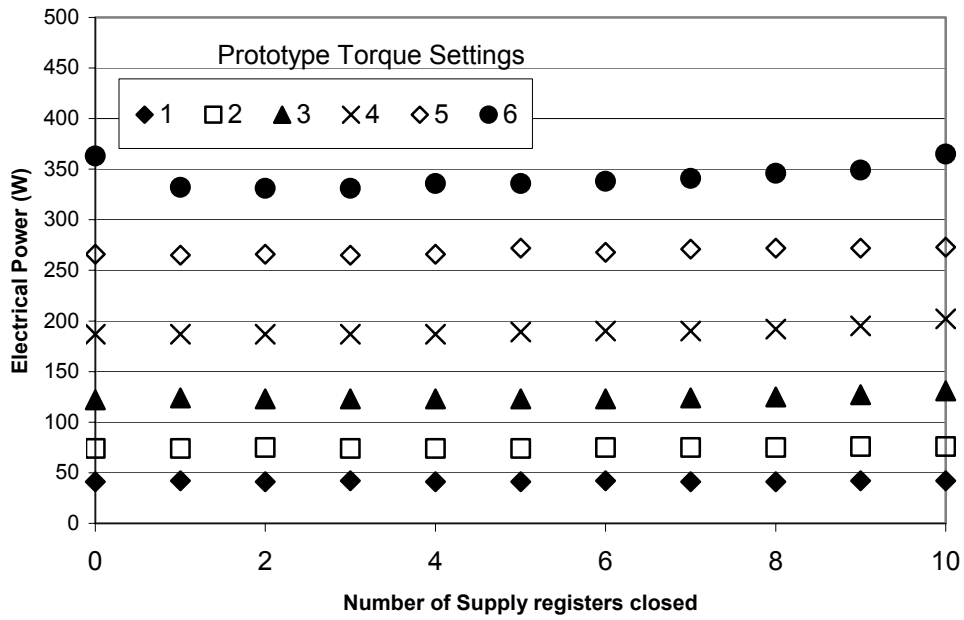 500
450
400
350
300
250
200
150
100
50
0
Electrical Power (W)
Prototype Torque Settings
1 2 3 4 5 6
0 2 4 6 8 10
Number of Supply registers closed